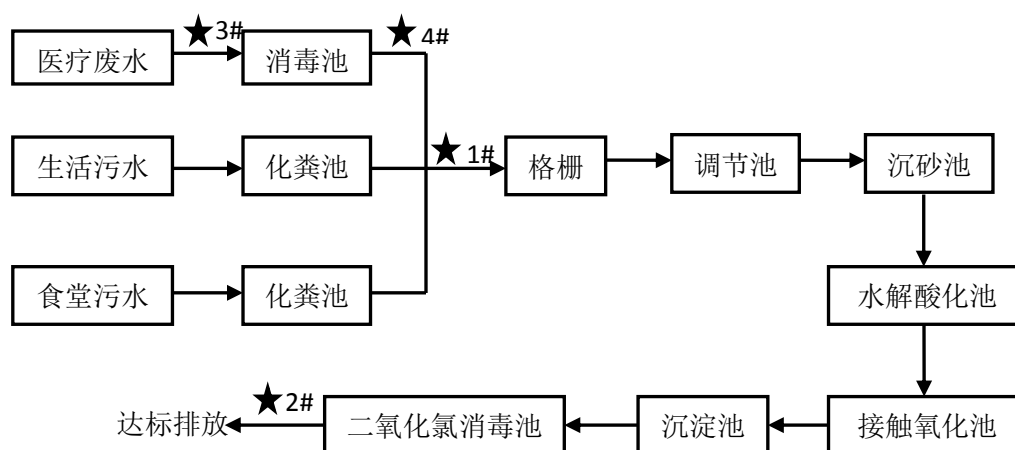 ★3#
★4#
医疗废水
消毒池
★1#
生活污水
化粪池
格栅
调节池
沉砂池
食堂污水
化粪池
水解酸化池
★2#
达标排放
二氧化氯消毒池
沉淀池
接触氧化池